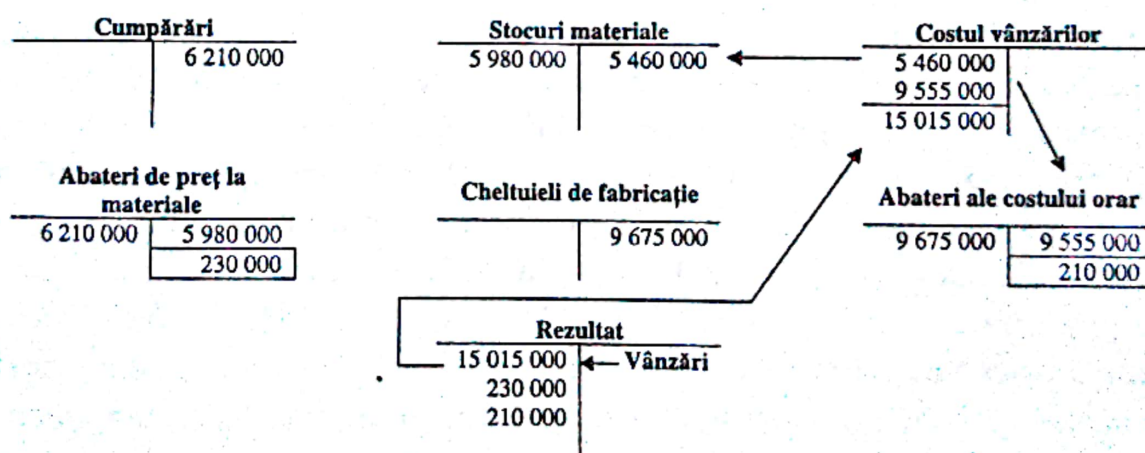 Cumpărări
6 210 000
Stocuri materiale
5 980 000 5 460 000
Costul vânzărilor
5 460 000
9 555 000
15 015 000
Abateri de preţ la
materiale
6 210 000 5 980 000
230 000
Cheltuieli de fabricaţie
9 675 000
Abateri ale costului orar
9 675 000 9 555 000
210 000
Rezultat
15 015 000 Vânzări
230 000
210 000